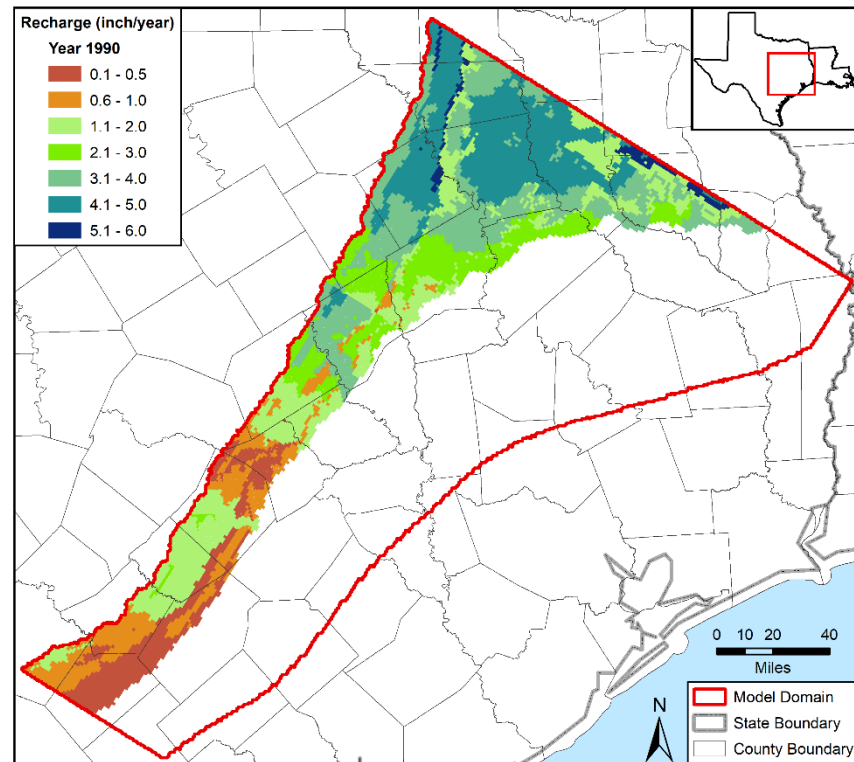 Recharge (inch/year)
Year 1990
0.1 - 0.5
0.6 - 1.0
1.1 - 2.0
2.1 - 3.0
3.1 - 4.0
4.1 - 5.0
5.1 - 6.0
0 10 20 40
Miles
N
Model Domain
State Boundary
County Boundary